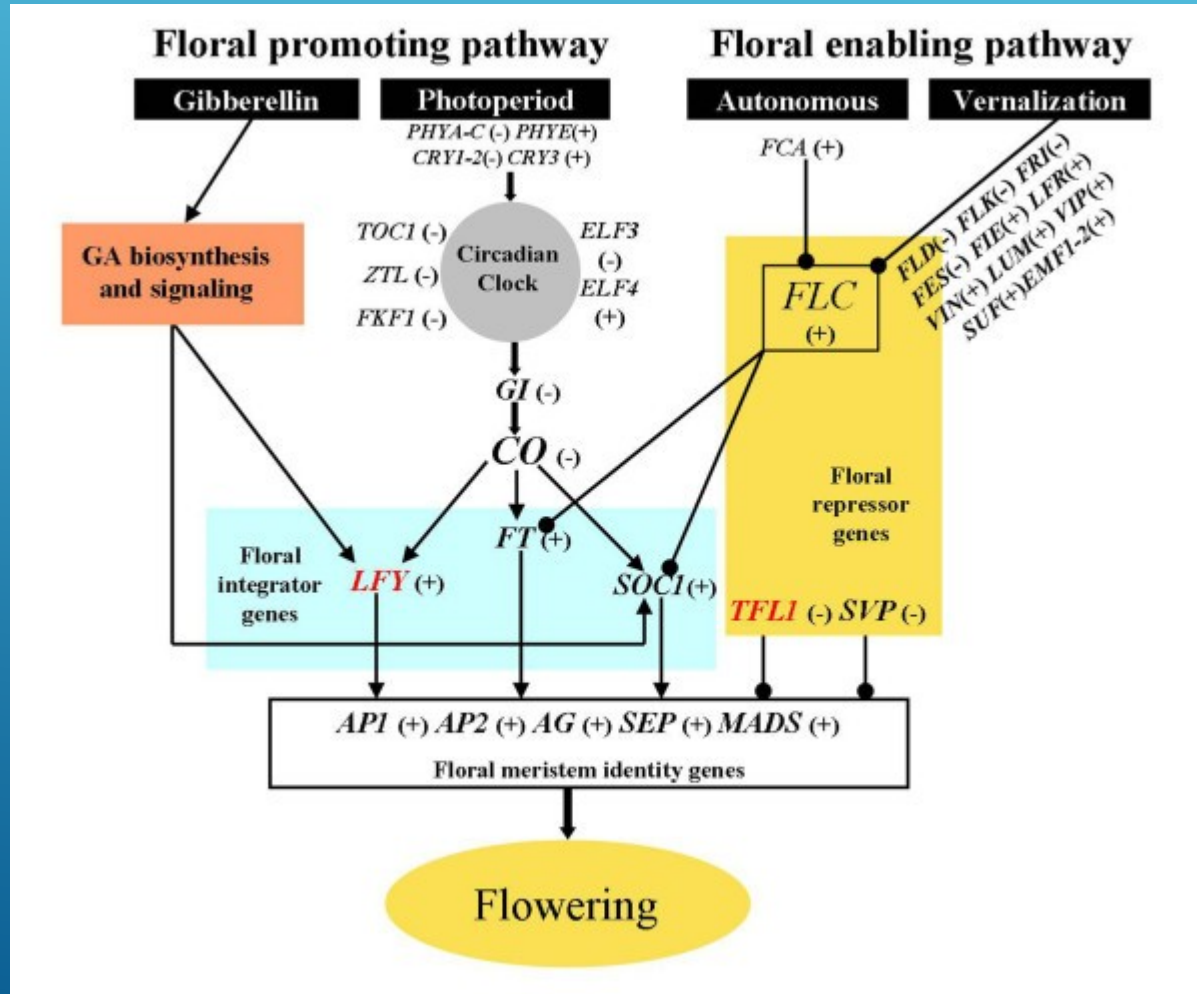 Floral promoting pathway
Floral enabling pathway
Gibberellin
Photoperiod
Autonomous
Vernalization
PHYA-C (-) PHYE(+)
CRY1-2(-) CRY3 (+)
FCA (+)
FLD(-) FLK(-) FRI(-)
FES(-) FIE(+) LFR(+)
VIN(+) LUM(+) VIP(+)
SUF(+)EMF1-2(+)
GA biosynthesis
and signaling
TOC1 (-)
ZTL (-)
FKF1 (-)
Circadian
Clock
ELF3
(-)
ELF4
(+)
FLC
(+)
GI (-)
CO (-)
Floral
repressor
genes
Floral
integrator
genes
FT (+)
LFY (+)
SOC1(+)
TFL1 (-) SVP (-)
AP1 (+) AP2 (+) AG (+) SEP (+) MADS (+)
Floral meristem identity genes
Flowering